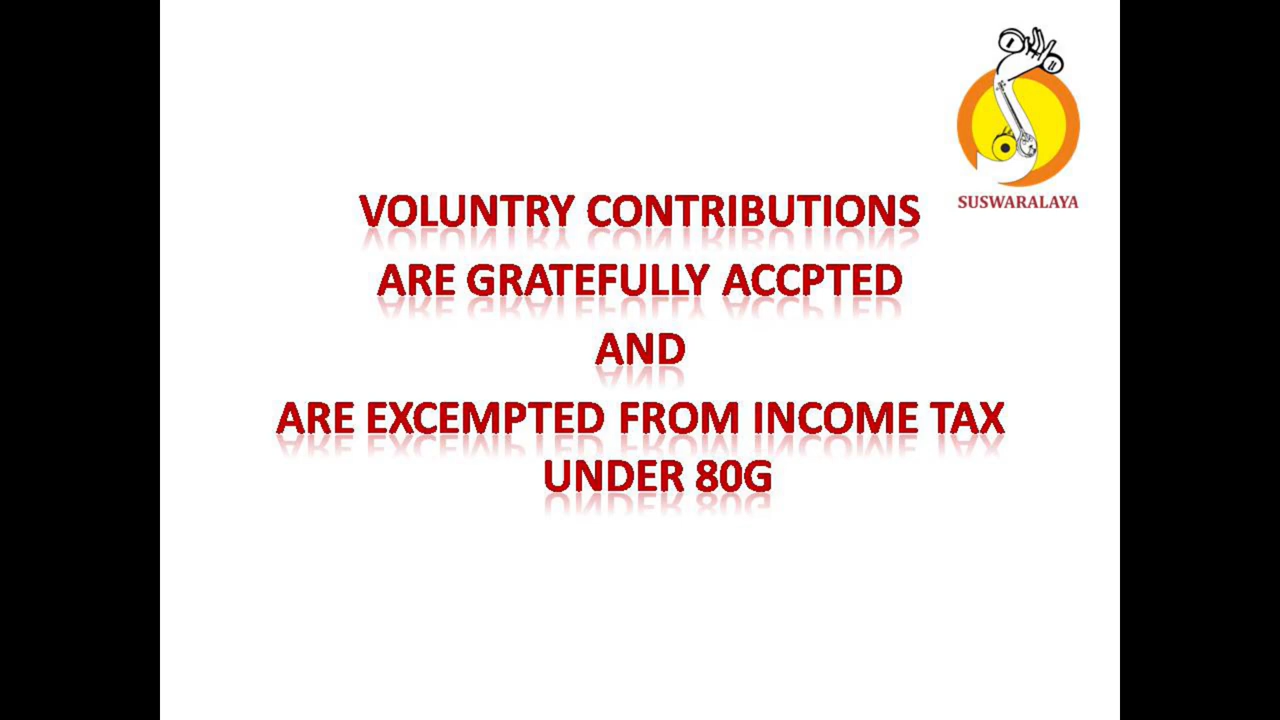 SUSWARALAYA
VOLUNTRY CONTRIBUTIONS
ARE GRATEFULLY ACCPTED
AND
ARE EXCEMPTED FROM INCOME TAX
UNDER 80G